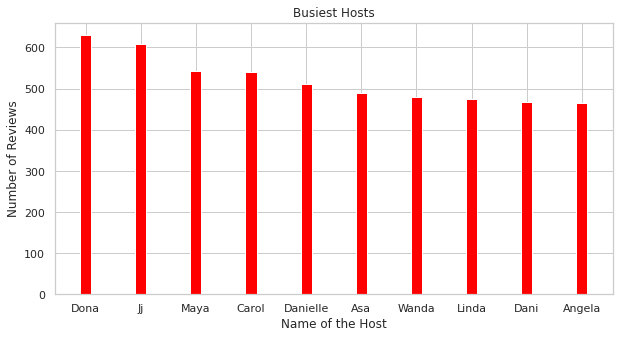 Busiest Hosts
Number of Reviews
600
500
400
300
200
100
0
Dona Jj Maya Carol Danielle Asa Wanda Linda Dani Angela
Name of the Host